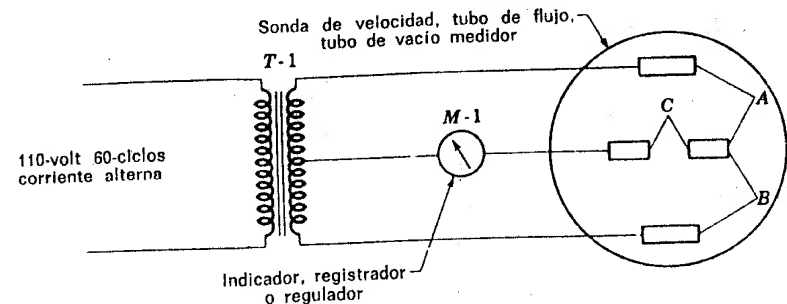 Sonda de velocidad, tubo de flujo,
tubo de vacio medidor
T-1
M-1
C
A
B
110-volt 60-ciclos
corriente alterna
Indicador, registrador
o regulador